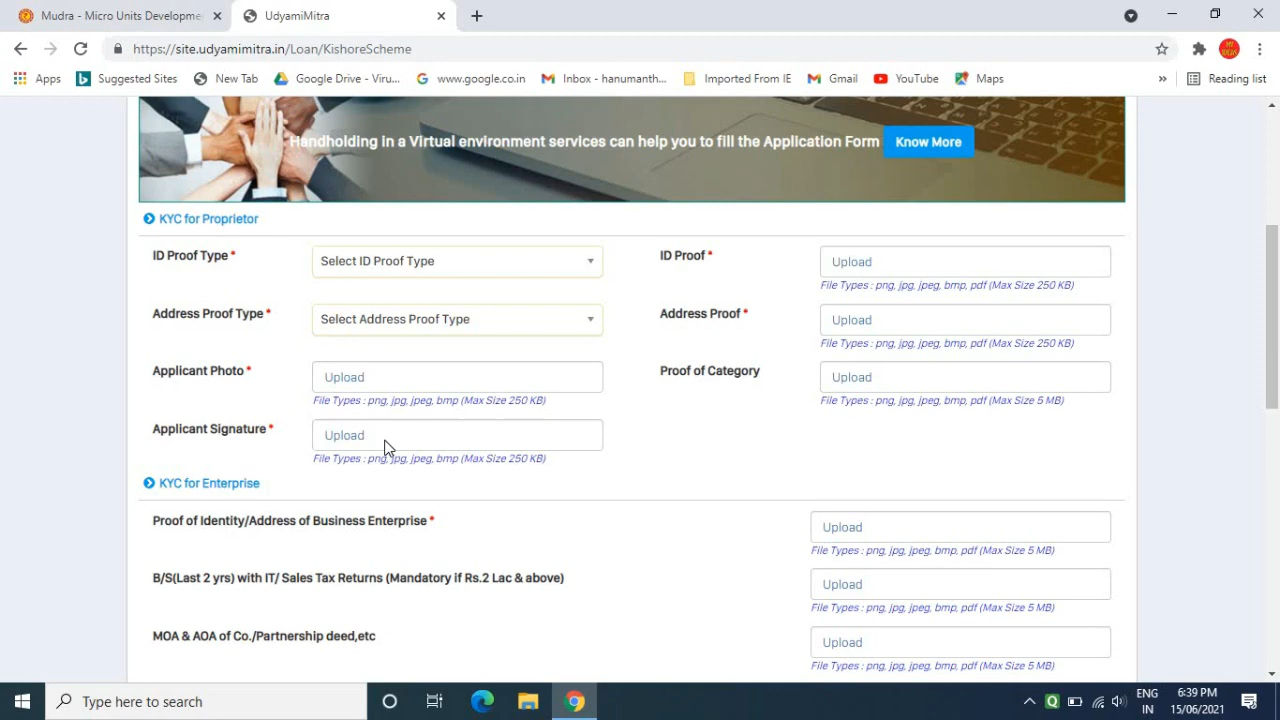 Mudra - Micro Units Developme
UdyamiMitra
https://site.udyamimitra.in/Loan/KishoreScheme
Apps
Suggested Sites
New Tab
Google Drive - Viru...
www.google.co.in
Inbox - hanumanth...
Imported From IE
Gmail
YouTube
Maps
»
Reading list
Handholding in a Virtual environment services can help you to fill the Application Form
Know More
KYC for Proprietor
ID Proof Type *
Select ID Proof Type
ID Proof *
Upload
File Types : png, jpg, jpeg, bmp, pdf (Max Size 250 KB)
Address Proof Type *
Select Address Proof Type
Address Proof *
Upload
File Types : png, jpg, jpeg, bmp, pdf (Max Size 250 KB)
Applicant Photo *
Upload
File Types : png, jpg, jpeg, bmp (Max Size 250 KB)
Proof of Category
Upload
File Types : png, jpg, jpeg, bmp, pdf (Max Size 5 MB)
Applicant Signature *
Upload
File Types : png, jpg, jpeg, bmp (Max Size 250 KB)
KYC for Enterprise
Proof of Identity/Address of Business Enterprise *
Upload
File Types : png, jpg, jpeg, bmp, pdf (Max Size 5 MB)
B/S(Last 2 yrs) with IT/ Sales Tax Returns (Mandatory if Rs.2 Lac & above)
Upload
File Types : png, jpg, jpeg, bmp, pdf (Max Size 5 MB)
MOA & AOA of Co./Partnership deed,etc
Upload
File Types : png, jpg, jpeg, bmp, pdf (Max Size 5 MB)
Type here to search
ENG
IN
6:39 PM
15/06/2021